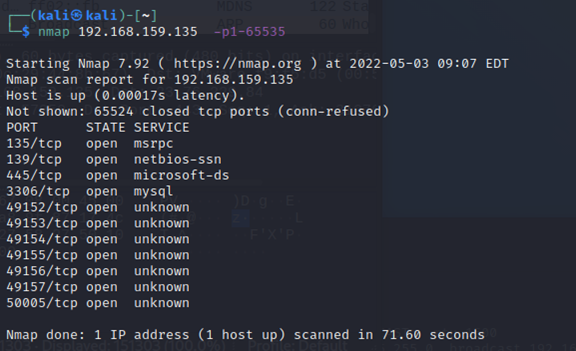 (kali㉿kali)-[~]
$ nmap 192.168.159.135 -p1-65535
Starting Nmap 7.92 ( https://nmap.org ) at 2022-05-03 09:07 EDT
Nmap scan report for 192.168.159.135
Host is up (0.00017s latency).
Not shown: 65524 closed tcp ports (conn-refused)
PORT STATE SERVICE
135/tcp open msrpc
139/tcp open netbios-ssn
445/tcp open microsoft-ds
3306/tcp open mysql
49152/tcp open unknown
49153/tcp open unknown
49154/tcp open unknown
49155/tcp open unknown
49156/tcp open unknown
49157/tcp open unknown
50005/tcp open unknown
Nmap done: 1 IP address (1 host up) scanned in 71.60 seconds